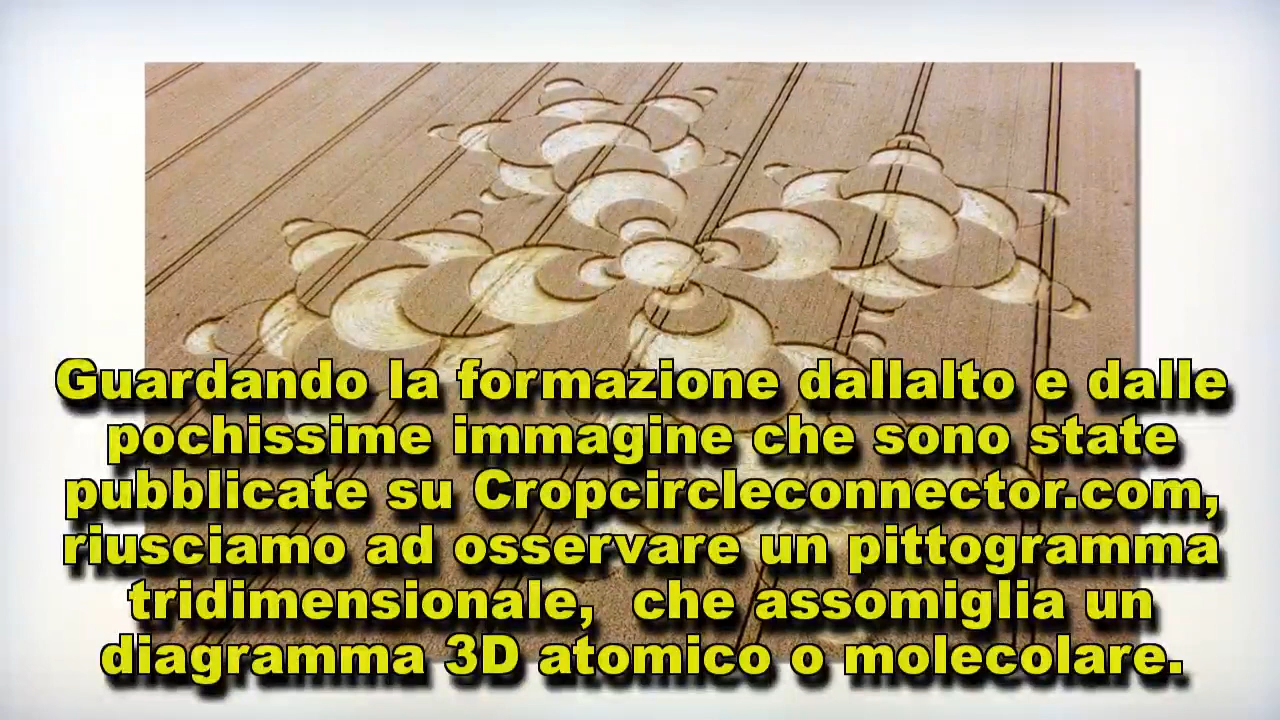 Guardando la formazione dallalto e dalle
pochissime immagine che sono state
pubblicate su Cropcircleconnector.com,
riusciamo ad osservare un pittogramma
tridimensionale,  che assomiglia un
diagramma 3D atomico o molecolare.